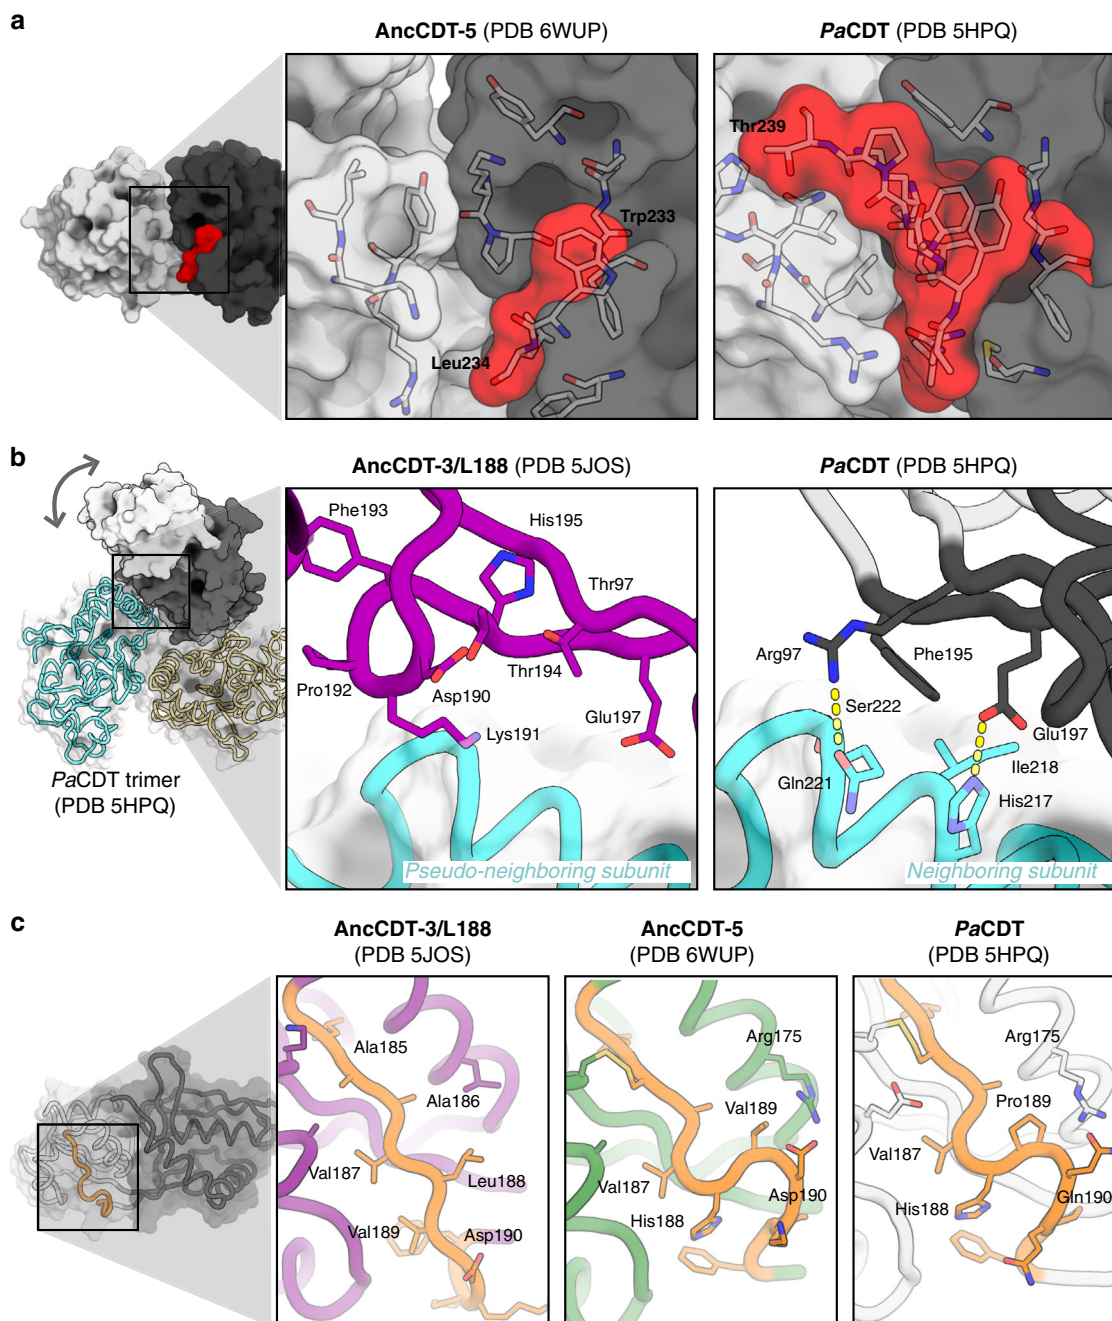 a
AncCDT-5 (PDB 6WUP)
PaCDT (PDB 5HPQ)
Trp233
Leu234
Thr239
b
AncCDT-3/L188 (PDB 5JOS)
PaCDT (PDB 5HPQ)
PaCDT trimer
(PDB 5HPQ)
Phe193
His195
Thr97
Pro192
Asp190
Thr194
Lys191
Glu197
Pseudo-neighboring subunit
Arg97
Phe195
Ser222
Glu197
Gln221
Ile218
His217
Neighboring subunit
c
AncCDT-3/L188
(PDB 5JOS)
AncCDT-5
(PDB 6WUP)
PaCDT
(PDB 5HPQ)
Ala185
Ala186
Val187
Leu188
Val189
Asp190
Arg175
Val189
Val187
Asp190
His188
Arg175
Pro189
Val187
His188
Gln190